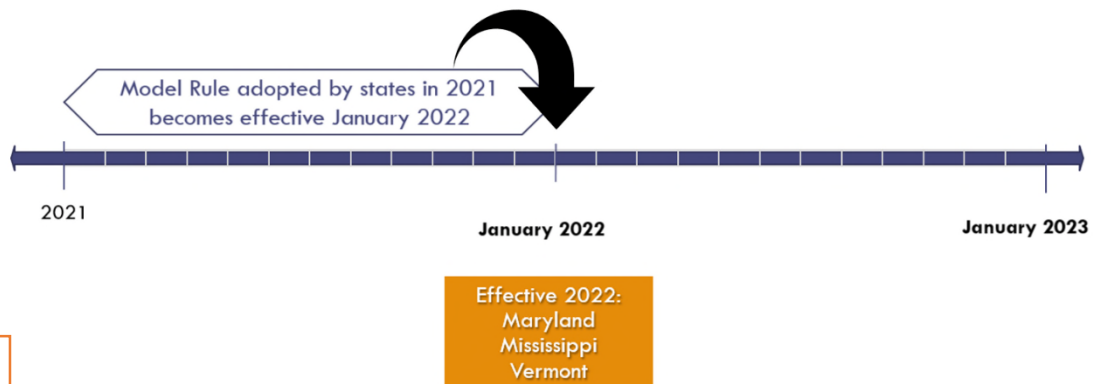 Model Rule adopted by states in 2021
becomes effective January 2022
2021
January 2022
January 2023
Effective 2022:
Maryland
Mississippi
Vermont